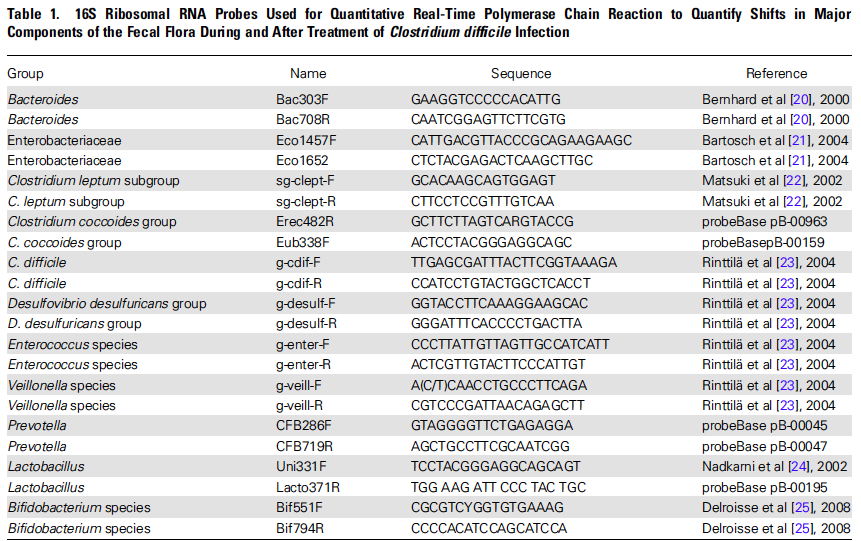 Table 1. 16S Ribosomal RNA Probes Used for Quantitative Real-Time Polymerase Chain Reaction to Quantify Shifts in Major
Components of the Fecal Flora During and After Treatment of Clostridium difficile Infection
Group Name Sequence Reference
Bacteroides Bac303F GAAGGTCCCCCACATTG Bernhard et al [20], 2000
Bacteroides Bac708R CAATCGGAGTTCTTCGTG Bernhard et al [20], 2000
Enterobacteriaceae Eco1457F CATTGACGTTACCCGCAGAAGAAGC Bartosch et al [21], 2004
Enterobacteriaceae Eco1652 CTCTACGAGACTCAAGCTTGC Bartosch et al [21], 2004
Clostridium leptum subgroup sg-clept-F GCACAAGCAGTGGAGT Matsuki et al [22], 2002
C. leptum subgroup sg-clept-R CTTCCTCCGTTTGTCAA Matsuki et al [22], 2002
Clostridium coccoides group Erec482R GCTTCTTAGTCARGTACCG probeBase pB-00963
C. coccoides group Eub338F ACTCCTACGGGAGGCAGC probeBasepB-00159
C. difficile g-cdif-F TTGAGCGATTTACTTCGGTAAAGA Rinttilä et al [23], 2004
C. difficile g-cdif-R CCATCCTGTACTGGCTCACCT Rinttilä et al [23], 2004
Desulfovibrio desulfuricans group g-desulf-F GGTACCTTCAAAGGAAGCAC Rinttilä et al [23], 2004
D. desulfuricans group g-desulf-R GGGATTTCACCCCTGACTTA Rinttilä et al [23], 2004
Enterococcus species g-enter-F CCCTTATTGTTAGTTGCCATCATT Rinttilä et al [23], 2004
Enterococcus species g-enter-R ACTCGTTGTACTTCCCATTGT Rinttilä et al [23], 2004
Veillonella species g-veill-F A(C/T)CAACCTGCCCTTCAGA Rinttilä et al [23], 2004
Veillonella species g-veill-R CGTCCCGATTAACAGAGCTT Rinttilä et al [23], 2004
Prevotella CFB286F GTAGGGGTTCTGAGAGGA probeBase pB-00045
Prevotella CFB719R AGCTGCCTTCGCAATCGG probeBase pB-00047
Lactobacillus Uni331F TCCTACGGGAGGCAGCAGT Nadkarni et al [24], 2002
Lactobacillus Lacto371R TGG AAG ATT CCC TAC TGC probeBase pB-00195
Bifidobacterium species Bif551F CGCGTCYGGTGTGAAAG Delroisse et al [25], 2008
Bifidobacterium species Bif794R CCCCACATCCAGCATCCA Delroisse et al [25], 2008